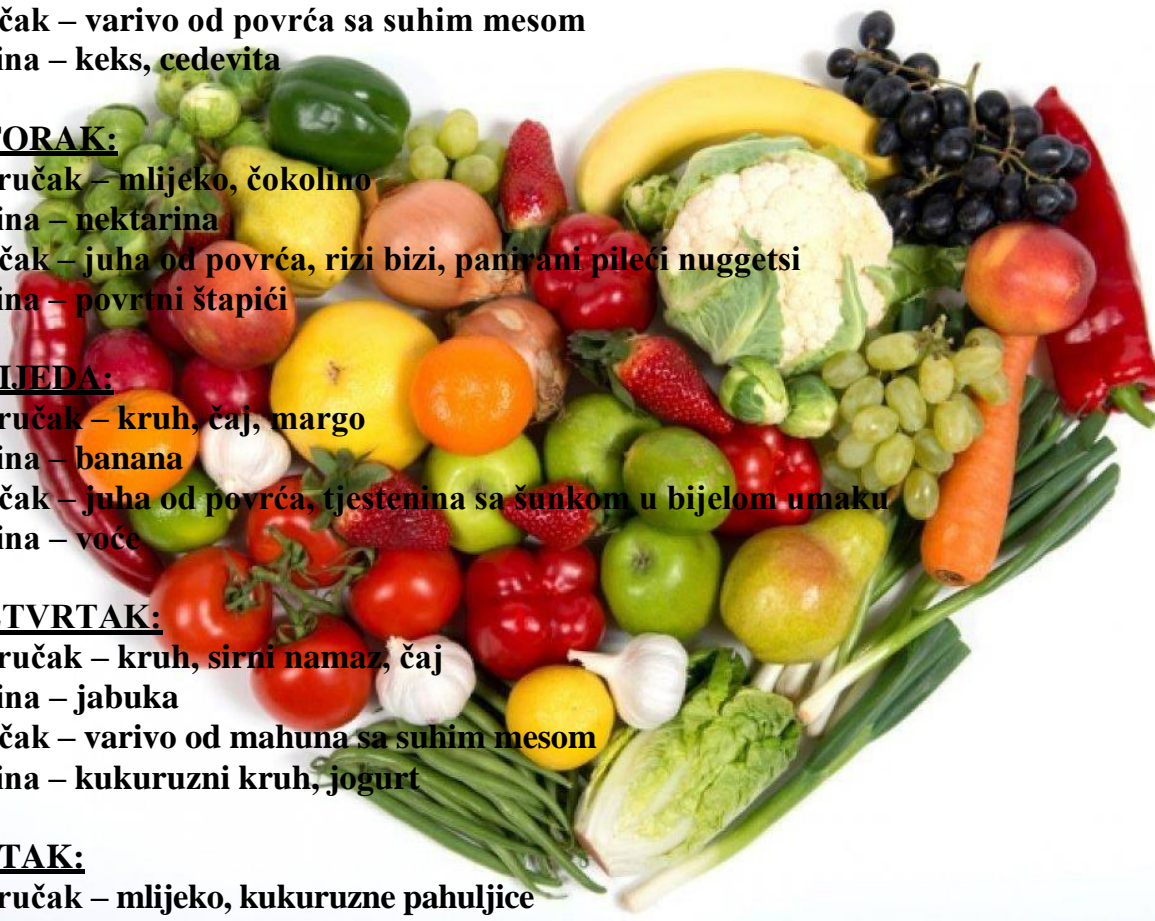 čak – varivo od povrća sa suhim mesom
ina – keks, cedevita
TORAK:
ručak – mlijeko, čokolino
ina – nektarina
čak – juha od povrća, rizi bizi, panirani pileći nuggetsi
ina – povrtni štapići
IJEDA:
ručak – kruh, čaj, margo
ina – banana
čak – juha od povrća, tjestenina sa šunkom u bijelom umaku
ina – voće
TVRTAK:
ručak – kruh, sirni namaz, čaj
ina – jabuka
čak – varivo od mahuna sa suhim mesom
ina – kukuruzni kruh, jogurt
TAK:
ručak – mlijeko, kukuruzne pahuljice